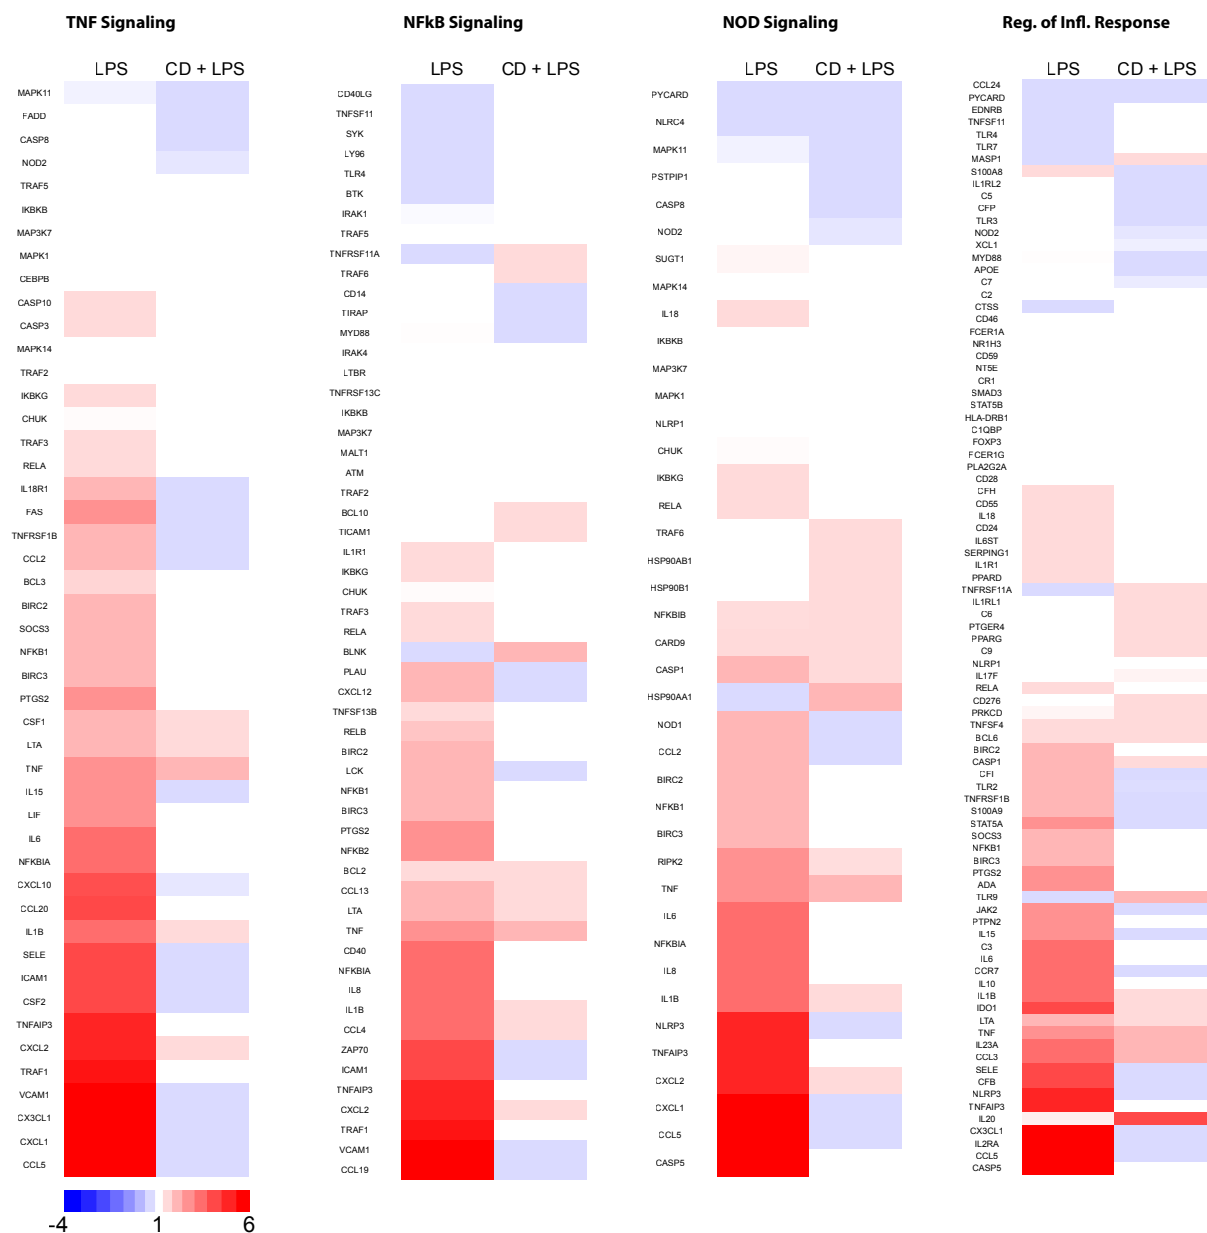 TNF Signaling
LPS CD + LPS
MAPK11
FADD
CASP8
NOD2
TRAF5
IKBKB
MAP3K7
MAPK1
CEBPB
CASP10
CASP3
MAPK14
TRAF2
IKBKG
CHUK
TRAF3
RELA
IL18R1
FAS
TNFRSF1B
CCL2
BCL3
BIRC2
SOCS3
NFKB1
BIRC3
PTGS2
CSF1
LTA
TNF
IL15
LIF
IL6
NFKBIA
CXCL10
CCL20
IL1B
SELE
ICAM1
CSF2
TNFAIP3
CXCL2
TRAF1
VCAM1
CX3CL1
CXCL1
CCL5
-4 1 6
NFkB Signaling
LPS CD + LPS
CD40LG
TNFSF11
SYK
LY96
TLR4
BTK
IRAK1
TRAF5
TNFRSF11A
TRAF6
CD14
TIRAP
MYD88
IRAK4
LTBR
TNFRSF13C
IKBKB
MAP3K7
MALT1
ATM
TRAF2
BCL10
TICAM1
IL1R1
IKBKG
CHUK
TRAF3
RELA
BLNK
PLAU
CXCL12
TNFSF13B
RELB
BIRC2
LCK
NFKB1
BIRC3
PTGS2
NFKB2
BCL2
CCL13
LTA
TNF
CD40
NFKBIA
IL8
IL1B
CCL4
ZAP70
ICAM1
TNFAIP3
CXCL2
TRAF1
VCAM1
CCL19
NOD Signaling
LPS CD + LPS
PYCARD
NLRC4
MAPK11
PSTPIP1
CASP8
NOD2
SUGT1
MAPK14
IL18
IKBKB
MAP3K7
MAPK1
NLRP1
CHUK
IKBKG
RELA
TRAF6
HSP90AB1
HSP90B1
NFKBIB
CARD9
CASP1
HSP90AA1
NOD1
CCL2
BIRC2
NFKB1
BIRC3
RIPK2
TNF
IL6
NFKBIA
IL8
IL1B
NLRP3
TNFAIP3
CXCL2
CXCL1
CCL5
CASP5
Reg. of Infl. Response
LPS CD + LPS
CCL24
PYCARD
EDNRB
TNFSF11
TLR4
TLR7
MASP1
S100A8
IL1RL2
C5
CFP
TLR3
NOD2
XCL1
MYD88
APOE
C7
C2
CTSS
CD46
FCER1A
NR1H3
CD59
NT5E
CR1
SMAD3
STAT5B
HLA-DRB1
C1QBP
FOXP3
FCER1G
PLA2G2A
CD28
CFH
CD55
IL18
CD24
IL6ST
SERPING1
IL1R1
PPARD
TNFRSF11A
IL1RL1
C6
PTGER4
PPARG
C9
NLRP1
IL17F
RELA
CD276
PRKCD
TNFSF4
BCL6
BIRC2
CASP1
CFI
TLR2
TNFRSF1B
S100A9
STAT5A
SOCS3
NFKB1
BIRC3
PTGS2
ADA
TLR9
JAK2
PTPN2
IL15
C3
IL6
CCR7
IL10
IL1B
IDO1
LTA
TNF
IL23A
CCL3
SELE
CFB
NLRP3
TNFAIP3
IL20
CX3CL1
IL2RA
CCL5
CASP5